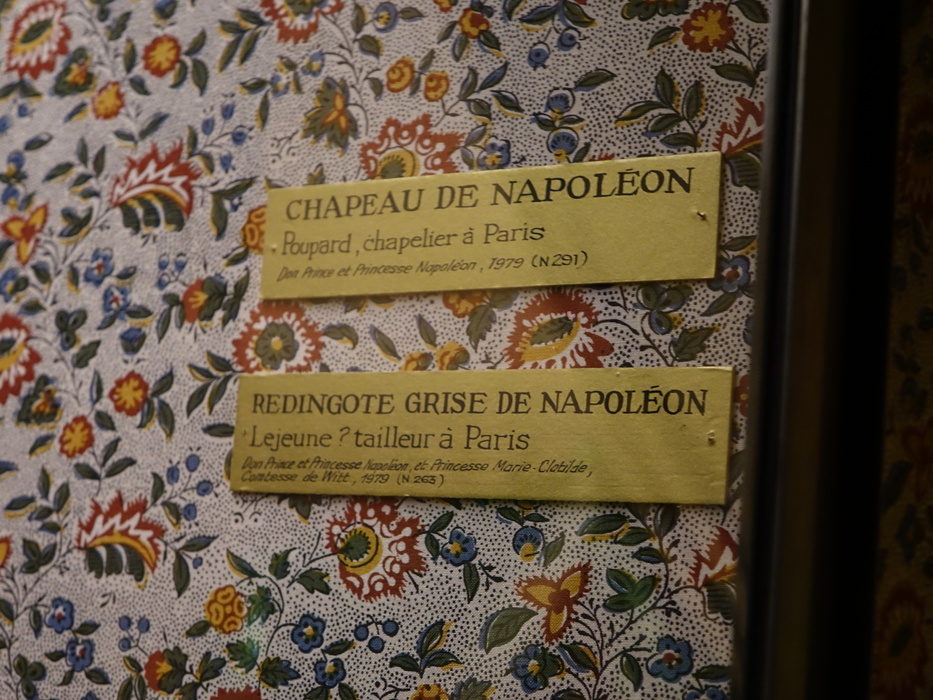 CHAPEAU DE NAPOLÉON
Poupard, chapelier à Paris
Don Prince et Princesse Napoléon, 1979 (N 291)
REDINGOTE GRISE DE NAPOLÉON
Lejeune ? tailleur à Paris
Don Prince et Princesse Napoléon, et Princesse Marie-Clotilde,
Comtesse de Witt, 1979 (N 263)